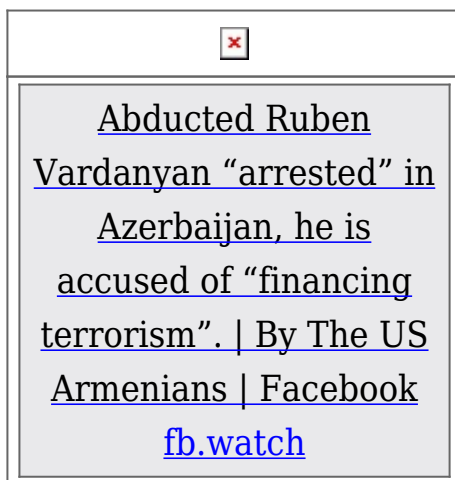 Abducted Ruben
Vardanyan “arrested” in
Azerbaijan, he is
accused of “financing
terrorism”. | By The US
Armenians | Facebook
fb.watch